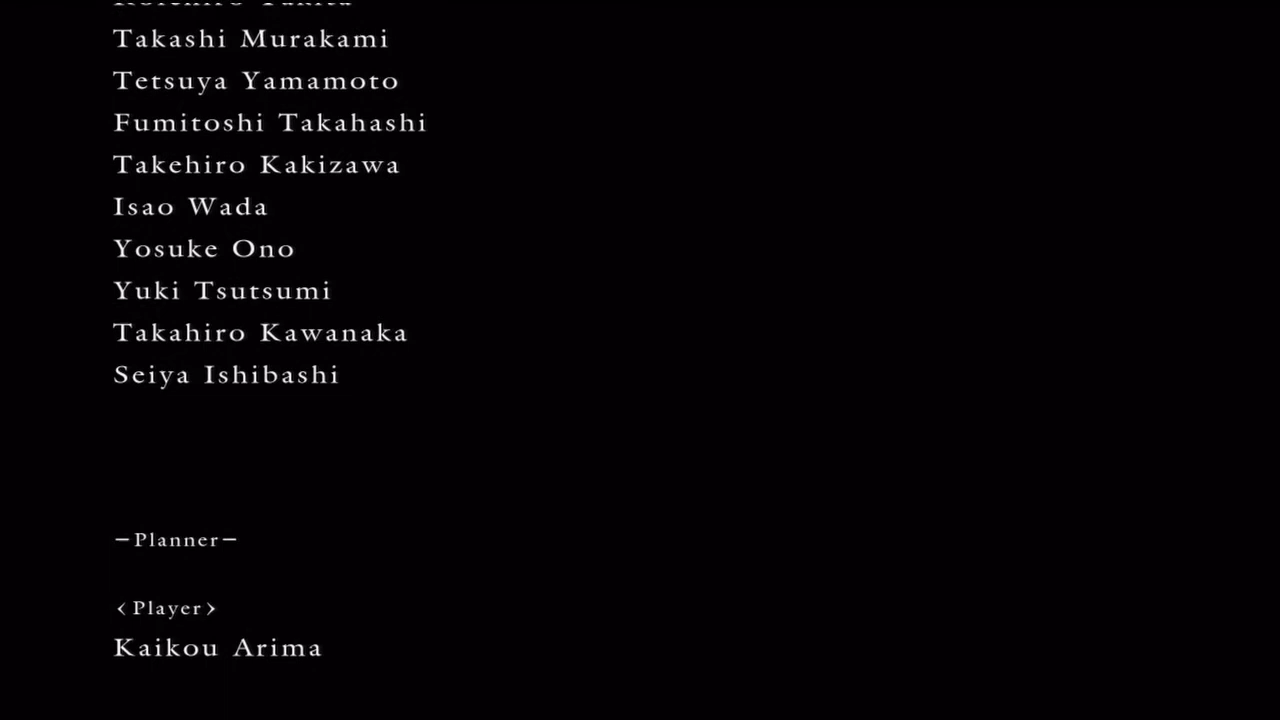 Takashi Murakami
Tetsuya Yamamoto
Fumitoshi Takahashi
Takehiro Kakizawa
Isao Wada
Yosuke Ono
Yuki Tsutsumi
Takahiro Kawanaka
Seiya Ishibashi
−Planner−
‹Player›
Kaikou Arima